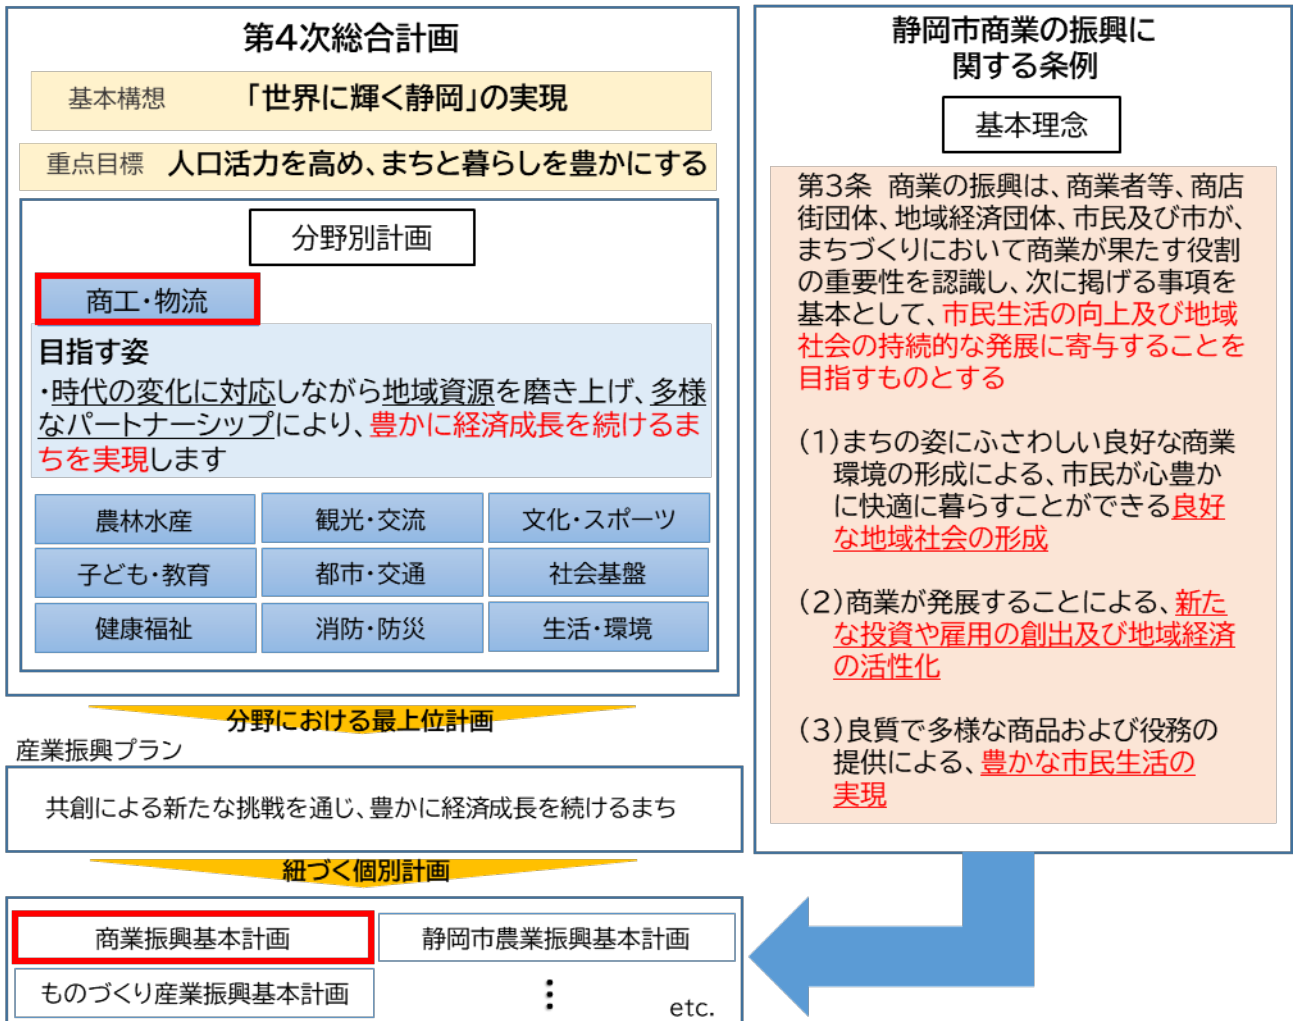 第4次総合計画
基本構想 「世界に輝く静岡」の実現
重点目標 人口活力を高め、まちと暮らしを豊かにする
分野別計画
商工・物流
目指す姿
・時代の変化に対応しながら地域資源を磨き上げ、多様
なパートナーシップにより、豊かに経済成長を続けるま
ちを実現します
農林水産 観光・交流 文化・スポーツ
子ども・教育 都市・交通 社会基盤
健康福祉 消防・防災 生活・環境
分野における最上位計画
産業振興プラン
共創による新たな挑戦を通じ、豊かに経済成長を続けるまち
紐づく個別計画
商業振興基本計画 静岡市農業振興基本計画
ものづくり産業振興基本計画 ⋮ etc.
静岡市商業の振興に
関する条例
基本理念
第3条 商業の振興は、商業者等、商店
街団体、地域経済団体、市民及び市が、
まちづくりにおいて商業が果たす役割
の重要性を認識し、次に掲げる事項を
基本として、市民生活の向上及び地域
社会の持続的な発展に寄与することを
目指すものとする
(1)まちの姿にふさわしい良好な商業
環境の形成による、市民が心豊か
に快適に暮らすことができる良好
な地域社会の形成
(2)商業が発展することによる、新た
な投資や雇用の創出及び地域経済
の活性化
(3)良質で多様な商品および役務の
提供による、豊かな市民生活の
実現